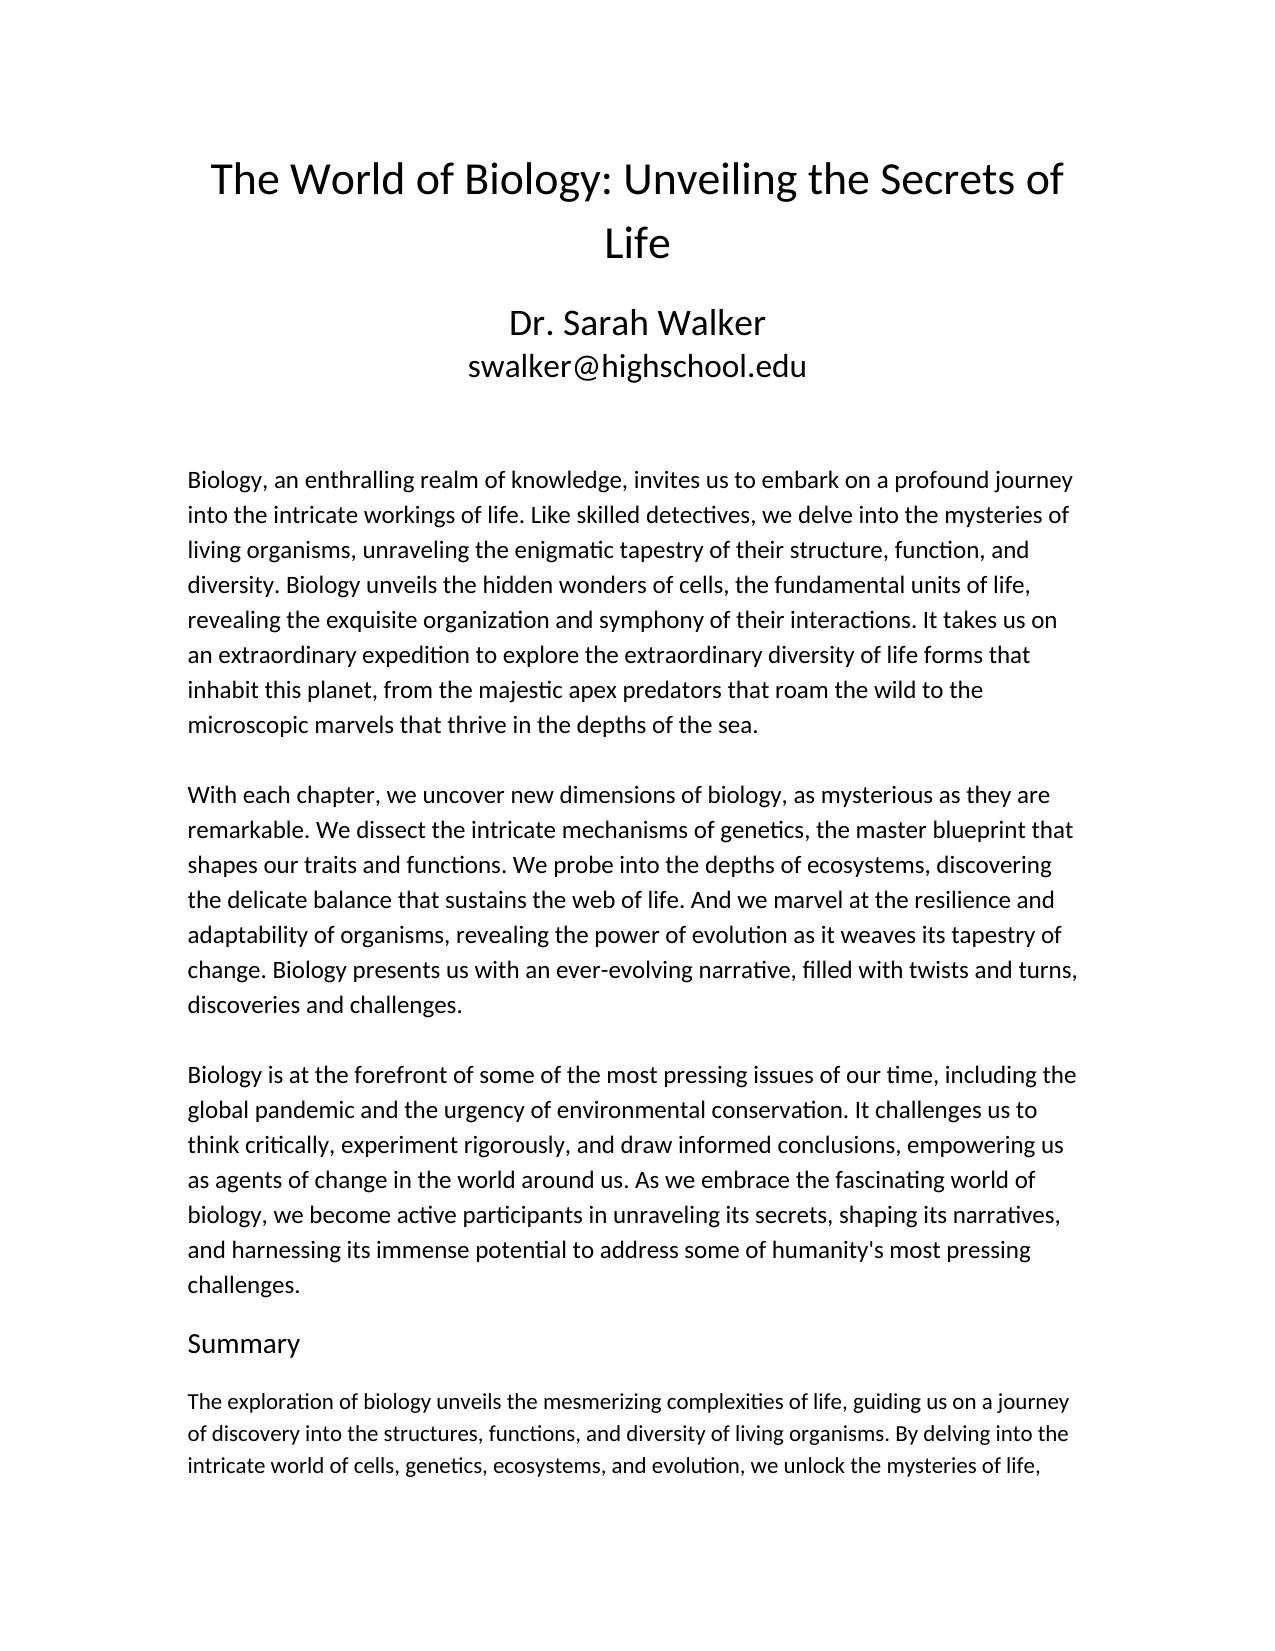 The World of Biology: Unveiling the Secrets of
Life
Dr. Sarah Walker
swalker@highschool.edu
Biology, an enthralling realm of knowledge, invites us to embark on a profound journey
into the intricate workings of life. Like skilled detectives, we delve into the mysteries of
living organisms, unraveling the enigmatic tapestry of their structure, function, and
diversity. Biology unveils the hidden wonders of cells, the fundamental units of life,
revealing the exquisite organization and symphony of their interactions. It takes us on
an extraordinary expedition to explore the extraordinary diversity of life forms that
inhabit this planet, from the majestic apex predators that roam the wild to the
microscopic marvels that thrive in the depths of the sea.
With each chapter, we uncover new dimensions of biology, as mysterious as they are
remarkable. We dissect the intricate mechanisms of genetics, the master blueprint that
shapes our traits and functions. We probe into the depths of ecosystems, discovering
the delicate balance that sustains the web of life. And we marvel at the resilience and
adaptability of organisms, revealing the power of evolution as it weaves its tapestry of
change. Biology presents us with an ever-evolving narrative, filled with twists and turns,
discoveries and challenges.
Biology is at the forefront of some of the most pressing issues of our time, including the
global pandemic and the urgency of environmental conservation. It challenges us to
think critically, experiment rigorously, and draw informed conclusions, empowering us
as agents of change in the world around us. As we embrace the fascinating world of
biology, we become active participants in unraveling its secrets, shaping its narratives,
and harnessing its immense potential to address some of humanity's most pressing
challenges.
Summary
The exploration of biology unveils the mesmerizing complexities of life, guiding us on a journey
of discovery into the structures, functions, and diversity of living organisms. By delving into the
intricate world of cells, genetics, ecosystems, and evolution, we unlock the mysteries of life,